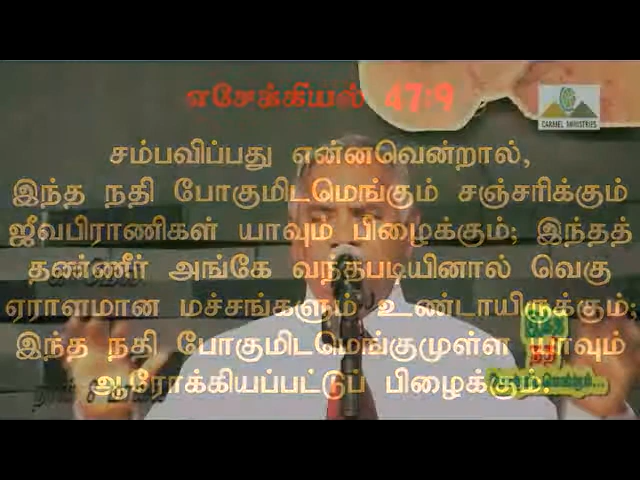 எசேக்கியல் 47:9
CARMEL MINISTRIES
சம்பவிப்பது என்னவென்றால்,
இந்த நதி போகுமிடமெங்கும் சஞ்சரிக்கும்
ஜீவபிராணிகள் யாவும் பிழைக்கும்; இந்தத்
தண்ணீர் அங்கே வந்தபடியினால் வெகு
ஏராளமான மச்சங்களும் உண்டாயிருக்கும்;
இந்த நதி போகுமிடமெங்குமுள்ள யாவும்
ஆரோக்கியப்பட்டுப் பிழைக்கும்.